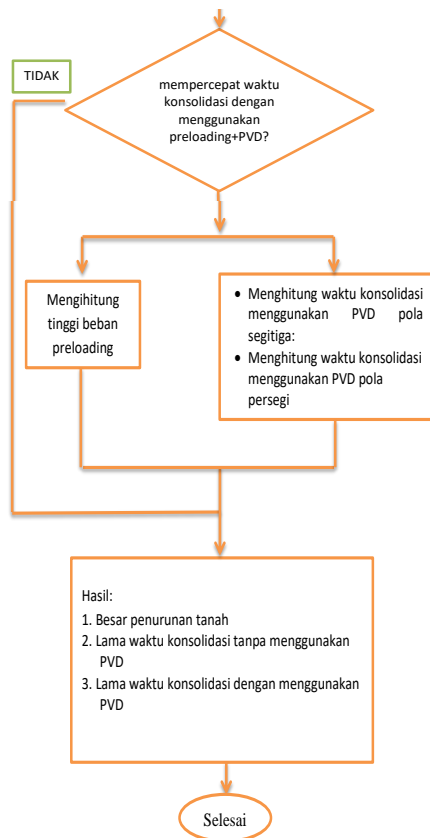 TIDAK
mempercepat waktu
konsolidasi dengan
menggunakan
preloading+PVD?
Mengihitung
tinggi beban
preloading
• Menghitung waktu konsolidasi
menggunakan PVD pola
segitiga:
• Menghitung waktu konsolidasi
menggunakan PVD pola
persegi
Hasil:
1. Besar penurunan tanah
2. Lama waktu konsolidasi tanpa menggunakan
PVD
3. Lama waktu konsolidasi dengan menggunakan
PVD
Selesai